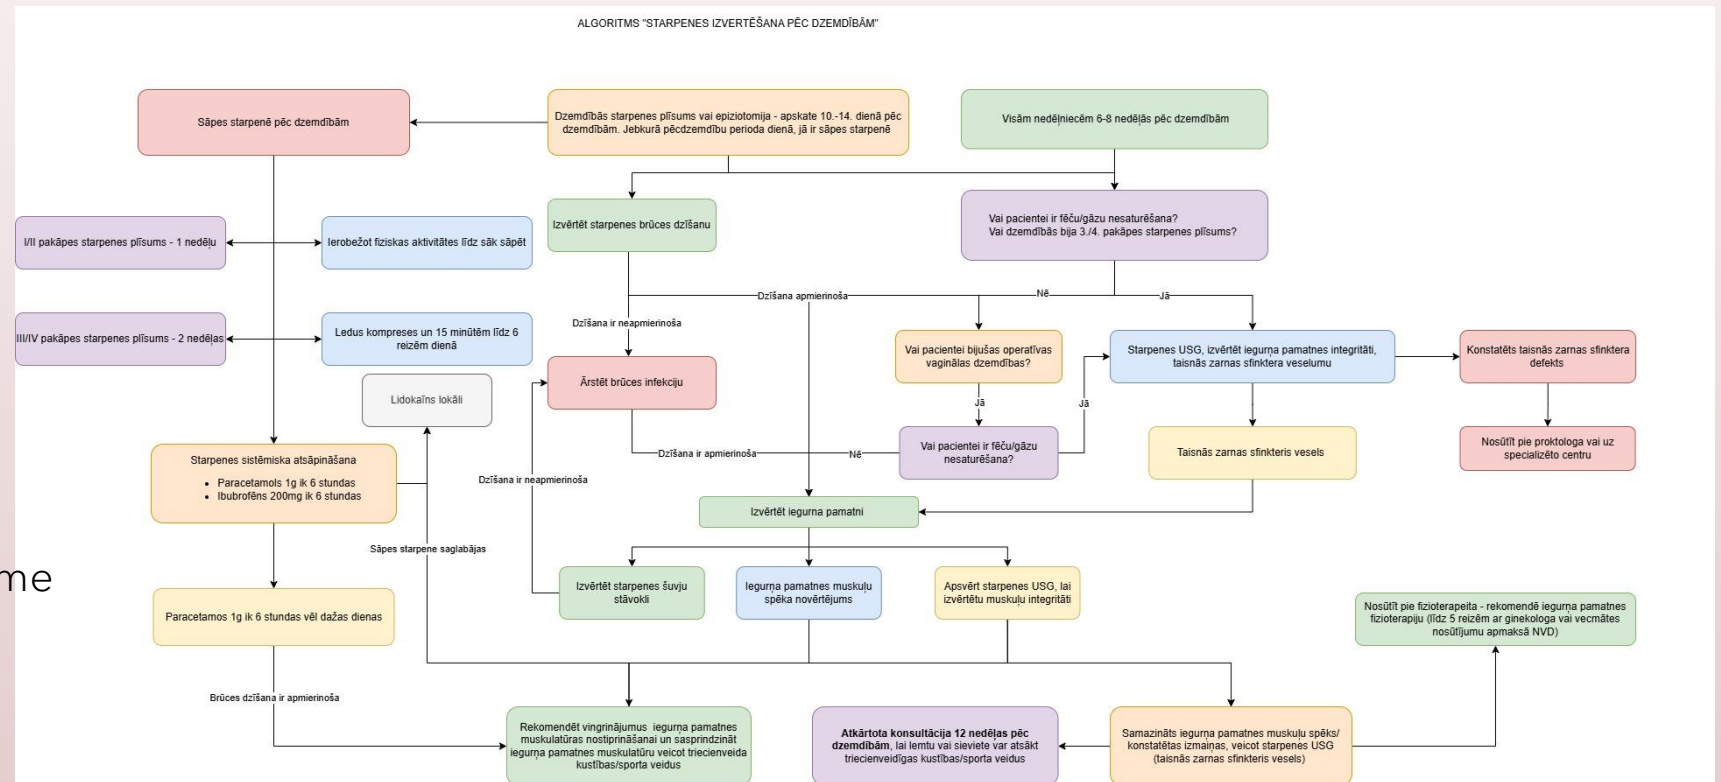 ALGORITMS "STARPENES IZVERTĒŠANA PĒC DZEMDĪBĀM"
Sāpes starpenē pēc dzemdībām
Dzemdībās starpenes plīsums vai epiziotomija - apskate 10.-14. dienā pēc
dzemdībām. Jebkurā pēcdzemdību perioda dienā, jā ir sāpes starpenē
Visām nedēļniecēm 6-8 nedēļās pēc dzemdībām
I/II pakāpes starpenes plīsums - 1 nedēļu
Ierobežot fiziskas aktivitātes līdz sāk sāpēt
Izvērtēt starpenes brūces dzīšanu
Vai pacientei ir fēču/gāzu nesaturēšana?
Vai dzemdībās bija 3./4. pakāpes starpenes plīsums?
Dzīšana apmierinoša
Nē
Jā
Dzīšana ir neapmierinoša
III/IV pakāpes starpenes plīsums - 2 nedēļas
Ledus kompreses un 15 minūtēm līdz 6
reizēm dienā
Ārstēt brūces infekciju
Vai pacientei bijušas operatīvas
vaginālas dzemdības?
Starpenes USG, izvērtēt iegurņa pamatnes integritāti,
taisnās zarnas sfinktera veselumu
Konstatēts taisnās zarnas sfinktera
defekts
Lidokaīns lokāli
Jā
Jā
Starpenes sistēmiska atsāpināšana
• Paracetamols 1g ik 6 stundas
• Ibubrofēns 200mg ik 6 stundas
Dzīšana ir apmierinoša
Nē
Vai pacientei ir fēču/gāzu
nesaturēšana?
Taisnās zarnas sfinkteris vesels
Nosūtīt pie proktologa vai uz
specializēto centru
Dzīšana ir neapmierinoša
Izvērtēt iegurna pamatni
Sāpes starpene saglabājas
me
Izvērtēt starpenes šuvju
stāvokli
Iegurņa pamatnes muskuļu
spēka novērtējums
Apsvērt starpenes USG, lai
izvērtētu muskuļu integritāti
Paracetamos 1g ik 6 stundas vēl dažas dienas
Nosūtīt pie fizioterapeita - rekomendē iegurņa pamatnes
fizioterapiju (līdz 5 reizēm ar ginekologa vai vecmātes
nosūtījumu apmaksā NVD)
Brūces dzīšana ir apmierinoša
Rekomendēt vingrinājumus iegurņa pamatnes
muskulatūras nostiprināšanai un sasprindzināt
iegurņa pamatnes muskulatūru veicot triecienveida
kustības/sporta veidus
Atkārtota konsultācija 12 nedēļas pēc
dzemdībām, lai lemtu vai sieviete var atsākt
triecienveidīgas kustības/sporta veidus
Samazināts iegurņa pamatnes muskuļu spēks/
konstatētas izmaiņas, veicot starpenes USG
(taisnās zarnas sfinkteris vesels)